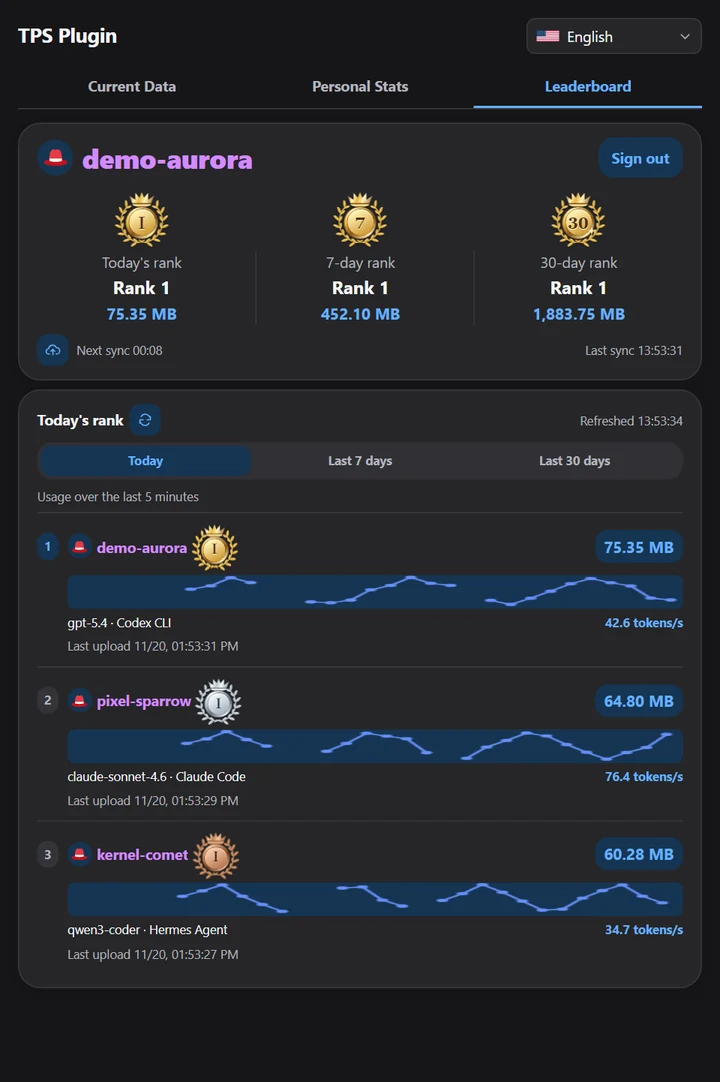 TPS Plugin
English
Current Data Personal Stats Leaderboard
demo-aurora
Sign out
I 7 30
Today's rank 7-day rank 30-day rank
Rank 1 Rank 1 Rank 1
75.35 MB 452.10 MB 1,883.75 MB
Next sync 00:08 Last sync 13:53:31
Today's rank Refreshed 13:53:34
Today Last 7 days Last 30 days
Usage over the last 5 minutes
1 demo-aurora I 75.35 MB
gpt-5.4 · Codex CLI 42.6 tokens/s
Last upload 11/20, 01:53:31 PM
2 pixel-sparrow I 64.80 MB
claude-sonnet-4.6 · Claude Code 76.4 tokens/s
Last upload 11/20, 01:53:29 PM
3 kernel-comet I 60.28 MB
qwen3-coder · Hermes Agent 34.7 tokens/s
Last upload 11/20, 01:53:27 PM